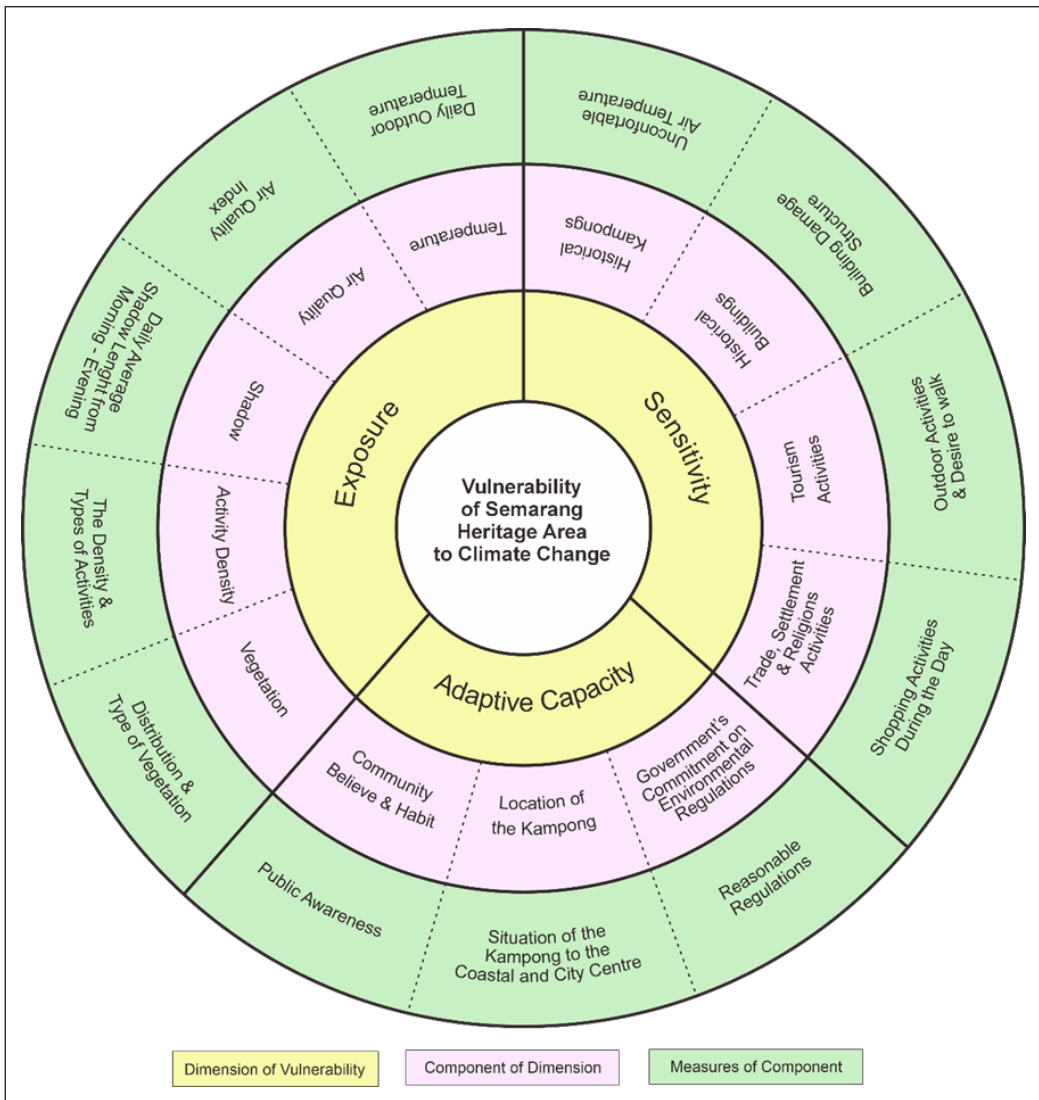 Vulnerability
of Semarang
Heritage Area
to Climate Change
Exposure
Sensitivity
Adaptive Capacity
Temperature
Air Quality
Shadow
Activity Density
Vegetation
Historical
Kampongs
Historical
Buildings
Tourism
Activities
Trade, Settlement
& Religions
Activities
Government's
Commitment on
Environmental
Regulations
Location of
the Kampong
Community
Believe & Habit
Daily Outdoor
Temperature
Air Quality
Index
Daily Average
Shadow Lenght from
Morning - Evening
The Density &
Types of Activities
Distribution &
Type of Vegetation
Unconfortable
Air Temperature
Building Damage
Structure
Outdoor Activities
& Desire to walk
Shopping Activities
During the Day
Reasonable
Regulations
Situation of the
Kampong to the
Coastal and City Centre
Public Awareness
Dimension of Vulnerability
Component of Dimension
Measures of Component